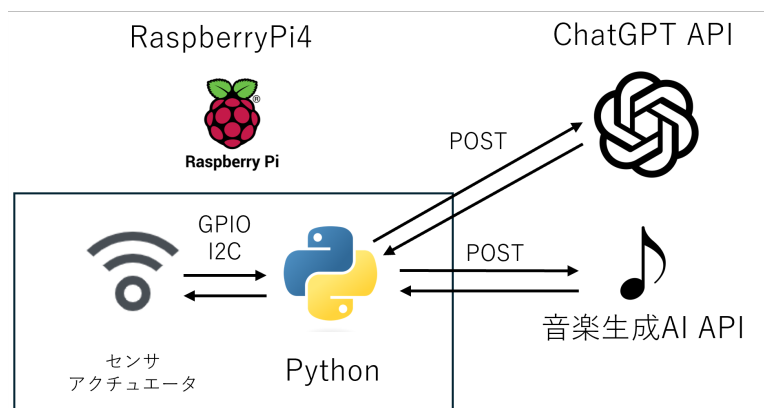 RaspberryPi4
ChatGPT API
®
Raspberry Pi
POST
GPIO
I2C
POST
センサ
アクチュエータ
Python
音楽生成AI API